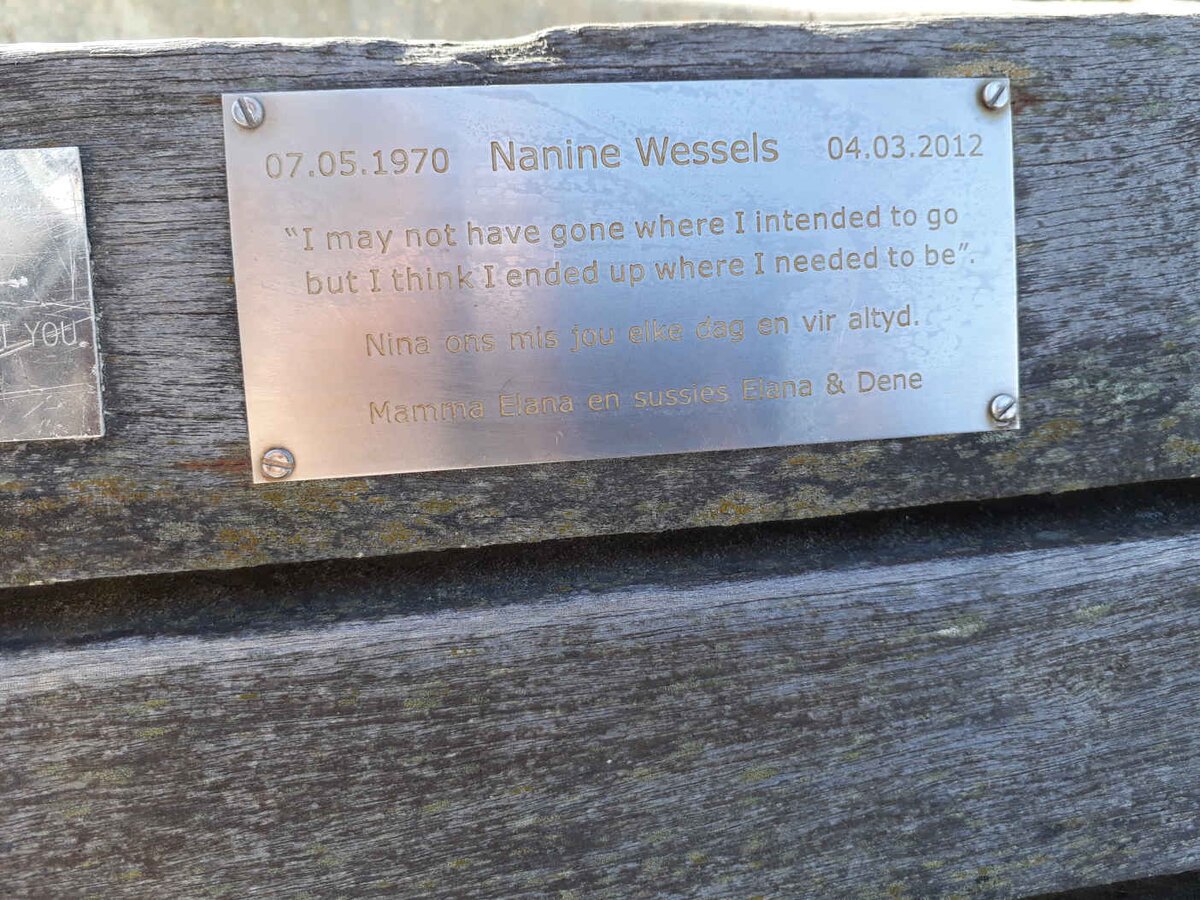 07.05.1970 Nanine Wessels 04.03.2012
“I may not have gone where I intended to go
but I think I ended up where I needed to be”.
Nina ons mis jou elke dag en vir altyd.
Mamma Elana en sussies Elana & Dene
YOU